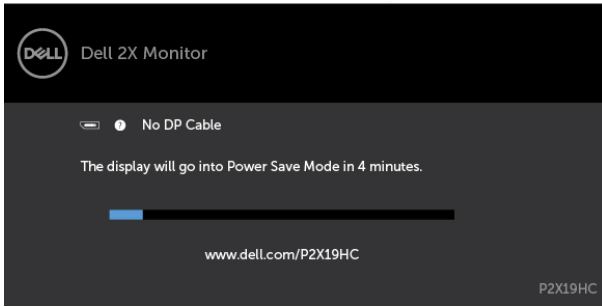 DELL Dell 2X Monitor
? No DP Cable
The display will go into Power Save Mode in 4 minutes.
www.dell.com/P2X19HC
P2X19HC